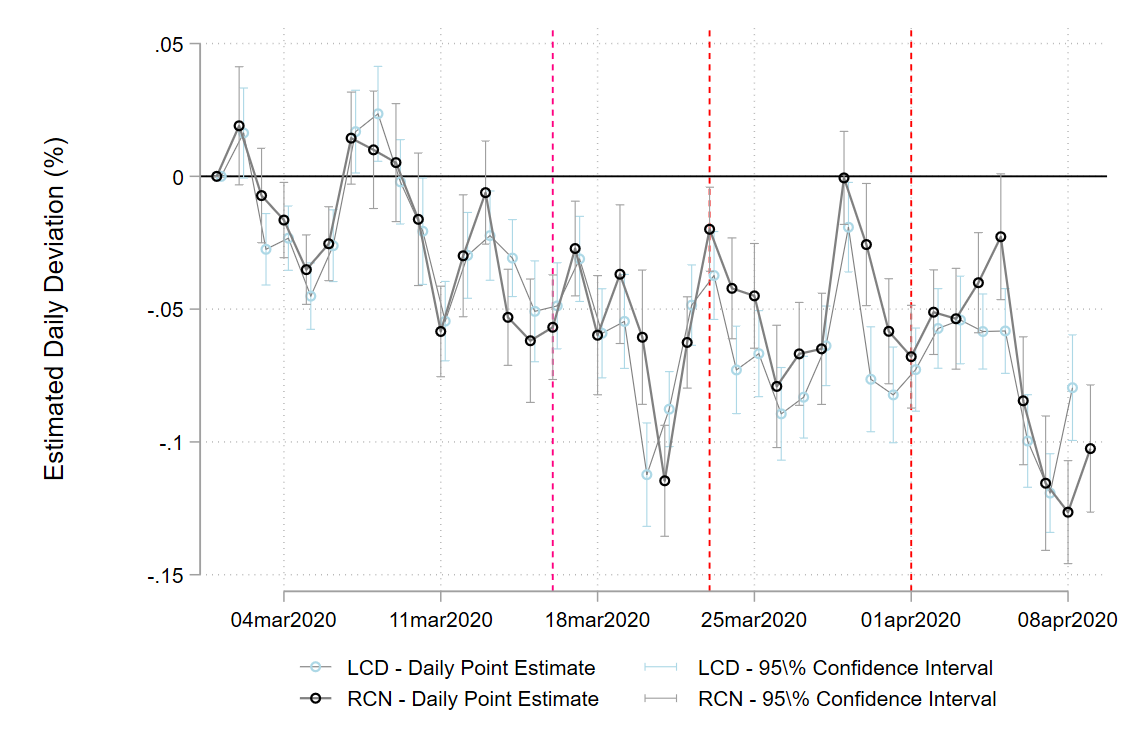 Estimated Daily Deviation (%)
.05
0
-.05
-.1
-.15
04mar2020 11mar2020 18mar2020 25mar2020 01apr2020 08apr2020
LCD - Daily Point Estimate LCD - 95\% Confidence Interval
RCN - Daily Point Estimate RCN - 95\% Confidence Interval